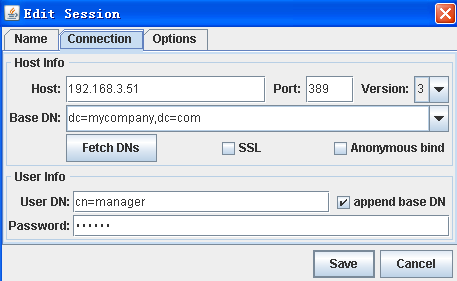 Edit Session
Name Connection Options
Host Info
Host: 192.168.3.51 Port: 389 Version: 3
Base DN: dc=mycompany,dc=com
Fetch DNs SSL Anonymous bind
User Info
User DN: cn=manager append base DN
Password: ••••••
Save Cancel